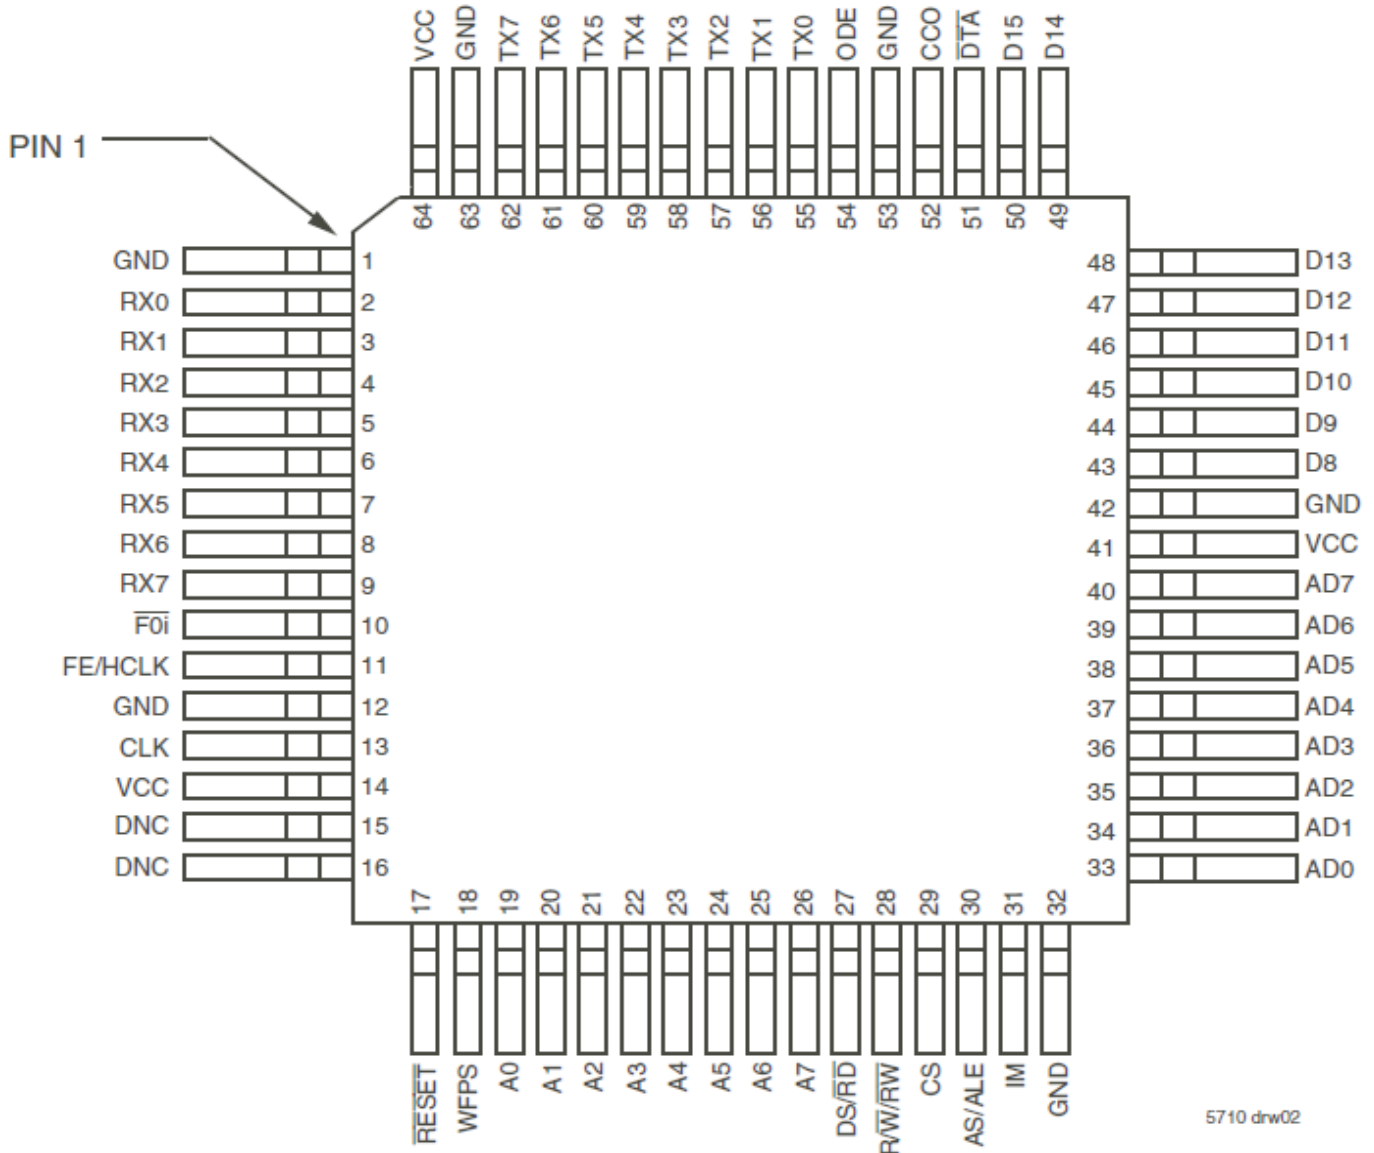 VCC
GND
TX7
TX6
TX5
TX4
TX3
TX2
TX1
TX0
ODE
GND
CCO
D̅T̅A̅
D15
D14
PIN 1
64
63
62
61
60
59
58
57
56
55
54
53
52
51
50
49
GND 1
RX0 2
RX1 3
RX2 4
RX3 5
RX4 6
RX5 7
RX6 8
RX7 9
F̅0̅i̅ 10
FE/HCLK 11
GND 12
CLK 13
VCC 14
DNC 15
DNC 16
48 D13
47 D12
46 D11
45 D10
44 D9
43 D8
42 GND
41 VCC
40 AD7
39 AD6
38 AD5
37 AD4
36 AD3
35 AD2
34 AD1
33 AD0
17
18
19
20
21
22
23
24
25
26
27
28
29
30
31
32
R̅E̅S̅E̅T̅
WFPS
A0
A1
A2
A3
A4
A5
A6
A7
DS/R̅D̅
R/W̅/R̅W̅
CS
AS/ALE
IM
GND
5710 drw02